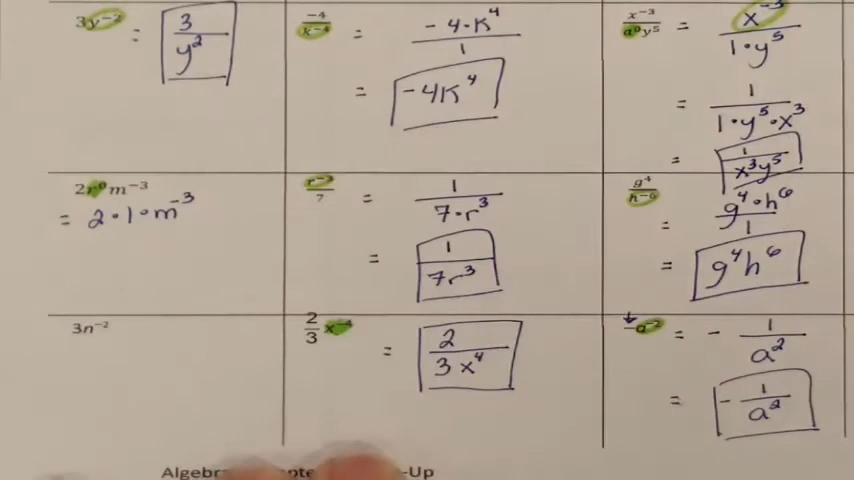 3y⁻² = 3/y²
-4/k⁻⁴ = -4·K⁴/1
= -4K⁴
x⁻³/a⁰y⁵ = x⁻³/1·y⁵
= 1/1·y⁵·x³
= 1/x³y⁵
2r⁰m⁻³
= 2·1·m⁻³
r⁻³/7 = 1/7·r³
= 1/7r³
g⁴/h⁻⁶
= g⁴·h⁶/1
= g⁴h⁶
3n⁻²
2/3 x⁻⁴ = 2/3x⁴
-a⁻² = - 1/a²
= - 1/a²
Algebra
-Up